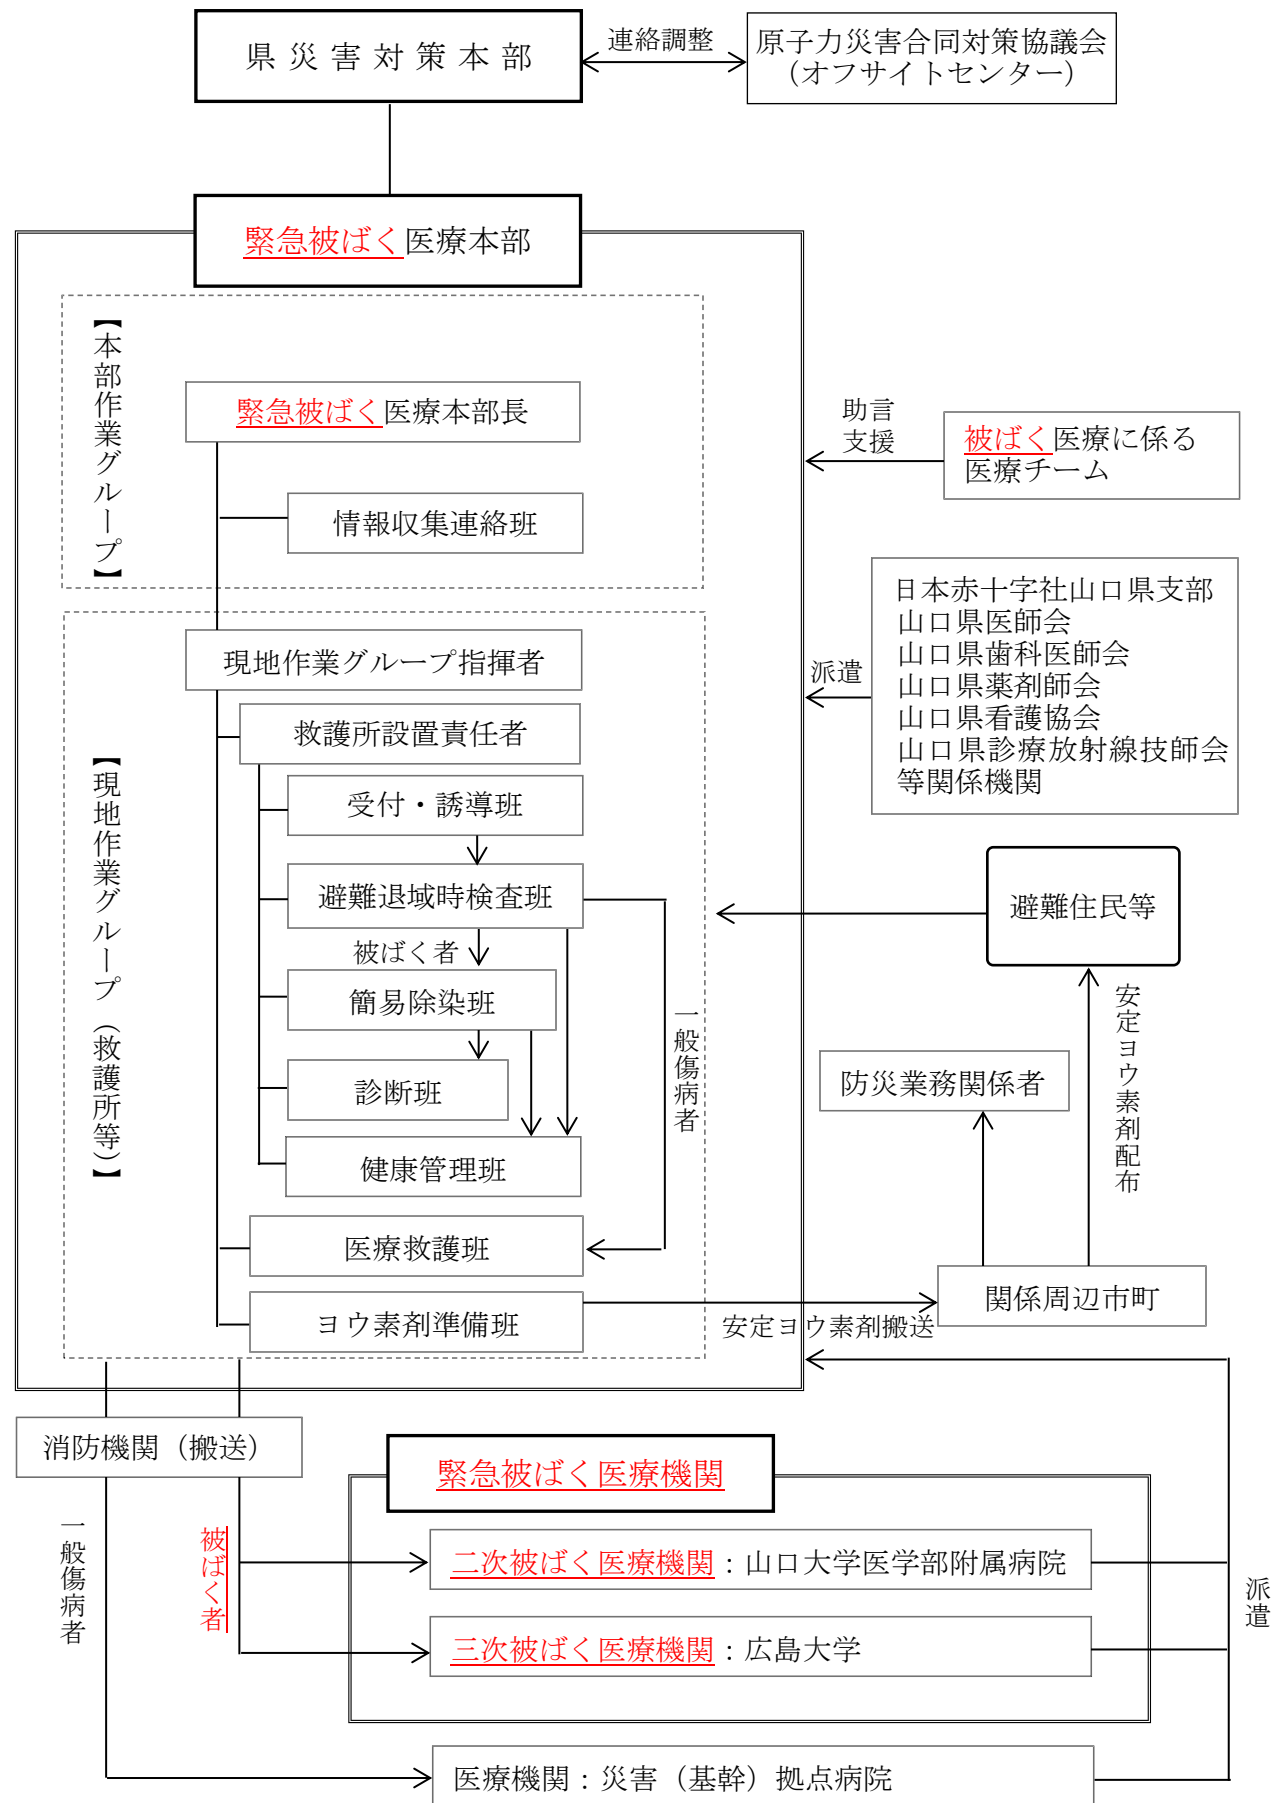 県災害対策本部
連絡調整
原子力災害合同対策協議会
（オフサイトセンター）
緊急被ばく医療本部
【本部作業グループ】
緊急被ばく医療本部長
情報収集連絡班
助言
支援
被ばく医療に係る
医療チーム
派遣
日本赤十字社山口県支部
山口県医師会
山口県歯科医師会
山口県薬剤師会
山口県看護協会
山口県診療放射線技師会
等関係機関
【現地作業グループ（救護所等）】
現地作業グループ指揮者
救護所設置責任者
受付・誘導班
避難退域時検査班
被ばく者
簡易除染班
診断班
健康管理班
一般傷病者
医療救護班
ヨウ素剤準備班
避難住民等
安定ヨウ素剤配布
防災業務関係者
関係周辺市町
安定ヨウ素剤搬送
消防機関（搬送）
一般傷病者
被ばく者
緊急被ばく医療機関
二次被ばく医療機関：山口大学医学部附属病院
三次被ばく医療機関：広島大学
派遣
医療機関：災害（基幹）拠点病院